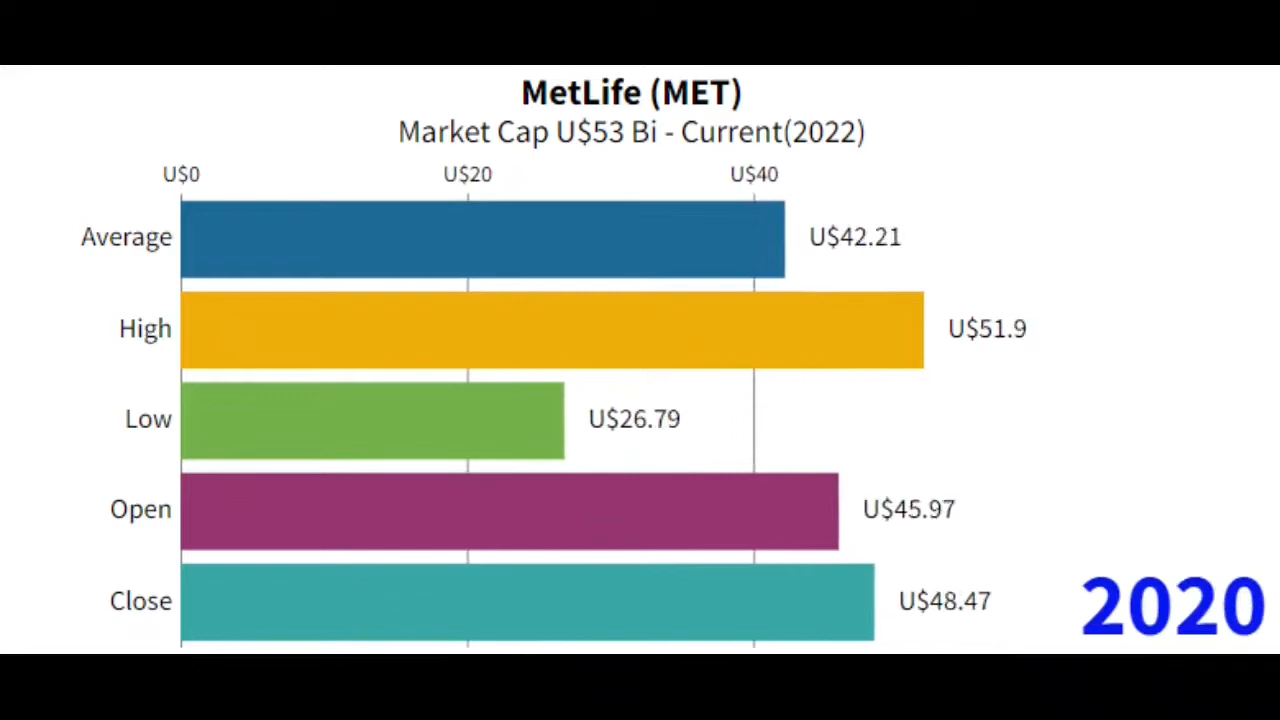 MetLife (MET)
Market Cap U$53 Bi - Current(2022)
U$0 U$20 U$40
Average U$42.21
High U$51.9
Low U$26.79
Open U$45.97
Close U$48.47
2020